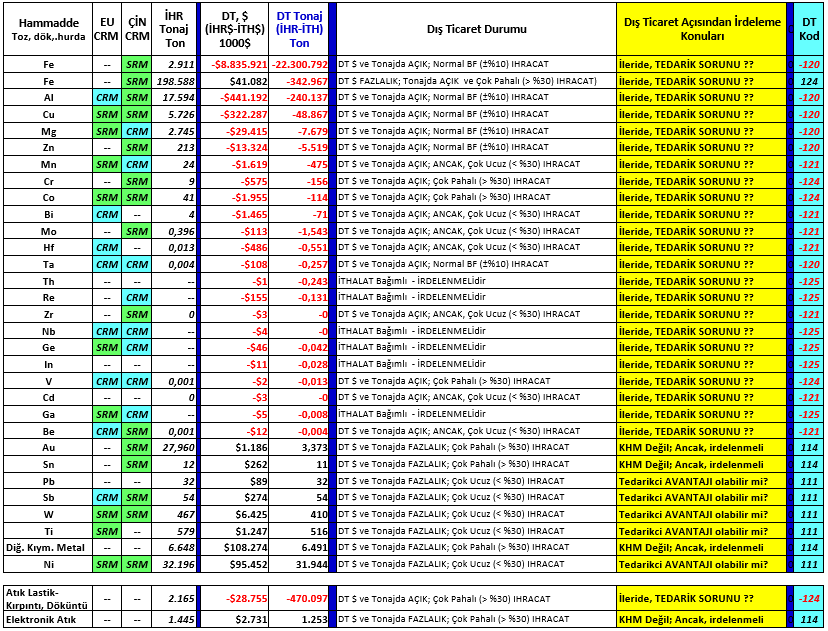 Hammadde Toz, dök,.hurda | EU CRM | ÇİN CRM | İHR Tonaj Ton | DT, $ (İHR$-İTH$) 1000$ | DT Tonaj (İHR-İTH) Ton | Dış Ticaret Durumu | Dış Ticaret Açısından İrdeleme Konuları | DT Kod
Fe -- SRM 2.911 -$8.835.921 -22.300.792 DT $ ve Tonajda AÇIK; Normal BF (±%10) IHRACAT İleride, TEDARİK SORUNU ?? -120
Fe -- SRM 198.588 $41.082 -342.967 DT $ FAZLALIK; Tonajda AÇIK ve Çok Pahalı (> %30) IHRACAT) İleride, TEDARİK SORUNU ?? 124
Al CRM SRM 17.594 -$441.192 -240.137 DT $ ve Tonajda AÇIK; Normal BF (±%10) IHRACAT İleride, TEDARİK SORUNU ?? -120
Cu SRM SRM 5.726 -$322.287 -48.867 DT $ ve Tonajda AÇIK; Normal BF (±%10) IHRACAT İleride, TEDARİK SORUNU ?? -120
Mg SRM CRM 2.745 -$29.415 -7.679 DT $ ve Tonajda AÇIK; Normal BF (±%10) IHRACAT İleride, TEDARİK SORUNU ?? -120
Zn -- SRM 213 -$13.324 -5.519 DT $ ve Tonajda AÇIK; Normal BF (±%10) IHRACAT İleride, TEDARİK SORUNU ?? -120
Mn SRM CRM 24 -$1.619 -475 DT $ ve Tonajda AÇIK; ANCAK, Çok Ucuz (< %30) IHRACAT İleride, TEDARİK SORUNU ?? -121
Cr -- SRM 9 -$575 -156 DT $ ve Tonajda AÇIK; Çok Pahalı (> %30) IHRACAT İleride, TEDARİK SORUNU ?? -124
Co SRM SRM 41 -$1.955 -114 DT $ ve Tonajda AÇIK; Çok Pahalı (> %30) IHRACAT İleride, TEDARİK SORUNU ?? -124
Bi CRM -- 4 -$1.465 -71 DT $ ve Tonajda AÇIK; ANCAK, Çok Ucuz (< %30) IHRACAT İleride, TEDARİK SORUNU ?? -121
Mo -- SRM 0,396 -$113 -1,543 DT $ ve Tonajda AÇIK; ANCAK, Çok Ucuz (< %30) IHRACAT İleride, TEDARİK SORUNU ?? -121
Hf CRM -- 0,013 -$486 -0,551 DT $ ve Tonajda AÇIK; ANCAK, Çok Ucuz (< %30) IHRACAT İleride, TEDARİK SORUNU ?? -121
Ta CRM CRM 0,004 -$108 -0,257 DT $ ve Tonajda AÇIK; Normal BF (±%10) IHRACAT İleride, TEDARİK SORUNU ?? -120
Th -- -- -- -$1 -0,243 İTHALAT Bağımlı - İRDELENMELİdir İleride, TEDARİK SORUNU ?? -125
Re -- CRM -- -$155 -0,131 İTHALAT Bağımlı - İRDELENMELİdir İleride, TEDARİK SORUNU ?? -125
Zr -- SRM 0 -$3 -0 DT $ ve Tonajda AÇIK; ANCAK, Çok Ucuz (< %30) IHRACAT İleride, TEDARİK SORUNU ?? -121
Nb CRM CRM -- -$4 -0 İTHALAT Bağımlı - İRDELENMELİdir İleride, TEDARİK SORUNU ?? -125
Ge SRM CRM -- -$46 -0,042 İTHALAT Bağımlı - İRDELENMELİdir İleride, TEDARİK SORUNU ?? -125
In -- -- -- -$11 -0,028 İTHALAT Bağımlı - İRDELENMELİdir İleride, TEDARİK SORUNU ?? -125
V CRM CRM 0,001 -$2 -0,013 DT $ ve Tonajda AÇIK; Çok Pahalı (> %30) IHRACAT İleride, TEDARİK SORUNU ?? -124
Cd -- -- 0 -$3 -0 DT $ ve Tonajda AÇIK; ANCAK, Çok Ucuz (< %30) IHRACAT İleride, TEDARİK SORUNU ?? -121
Ga SRM CRM -- -$5 -0,008 İTHALAT Bağımlı - İRDELENMELİdir İleride, TEDARİK SORUNU ?? -125
Be CRM SRM 0,001 -$12 -0,004 DT $ ve Tonajda AÇIK; ANCAK, Çok Ucuz (< %30) IHRACAT İleride, TEDARİK SORUNU ?? -121
Au -- SRM 27,960 $1.186 3,373 DT $ ve Tonajda FAZLALIK; Çok Pahalı (> %30) IHRACAT KHM Değil; Ancak, irdelenmeli 114
Sn -- SRM 12 $262 11 DT $ ve Tonajda FAZLALIK; Çok Pahalı (> %30) IHRACAT KHM Değil; Ancak, irdelenmeli 114
Pb -- -- 32 $89 32 DT $ ve Tonajda FAZLALIK; Çok Ucuz (< %30) IHRACAT Tedarikci AVANTAJI olabilir mi? 111
Sb CRM SRM 54 $274 54 DT $ ve Tonajda FAZLALIK; Çok Ucuz (< %30) IHRACAT Tedarikci AVANTAJI olabilir mi? 111
W SRM SRM 467 $6.425 410 DT $ ve Tonajda FAZLALIK; Çok Ucuz (< %30) IHRACAT Tedarikci AVANTAJI olabilir mi? 111
Ti SRM -- 579 $1.247 516 DT $ ve Tonajda FAZLALIK; Çok Ucuz (< %30) IHRACAT Tedarikci AVANTAJI olabilir mi? 111
Diğ. Kıym. Metal -- -- 6.648 $108.274 6.491 DT $ ve Tonajda FAZLALIK; Çok Pahalı (> %30) IHRACAT KHM Değil; Ancak, irdelenmeli 114
Ni SRM SRM 32.196 $95.452 31.944 DT $ ve Tonajda FAZLALIK; Çok Ucuz (< %30) IHRACAT Tedarikci AVANTAJI olabilir mi? 111
Atık Lastik- Kırpıntı, Döküntü -- -- 2.165 -$28.755 -470.097 DT $ ve Tonajda AÇIK; Çok Pahalı (> %30) IHRACAT İleride, TEDARİK SORUNU ?? -124
Elektronik Atık -- -- 1.445 $2.731 1.253 DT $ ve Tonajda FAZLALIK; Çok Pahalı (> %30) IHRACAT KHM Değil; Ancak, irdelenmeli 114